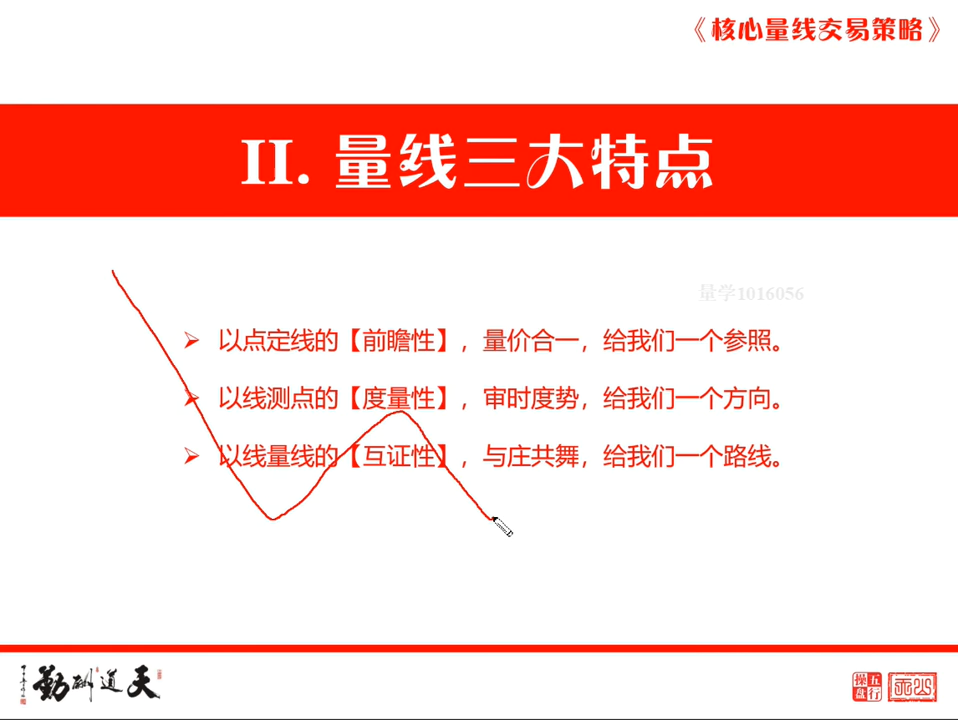 《核心量线交易策略》
II. 量线三大特点
量学1016056
➢ 以点定线的【前瞻性】，量价合一，给我们一个参照。
➢ 以线测点的【度量性】，审时度势，给我们一个方向。
➢ 以线量线的【互证性】，与庄共舞，给我们一个路线。
勤酬道天
操盘 五行